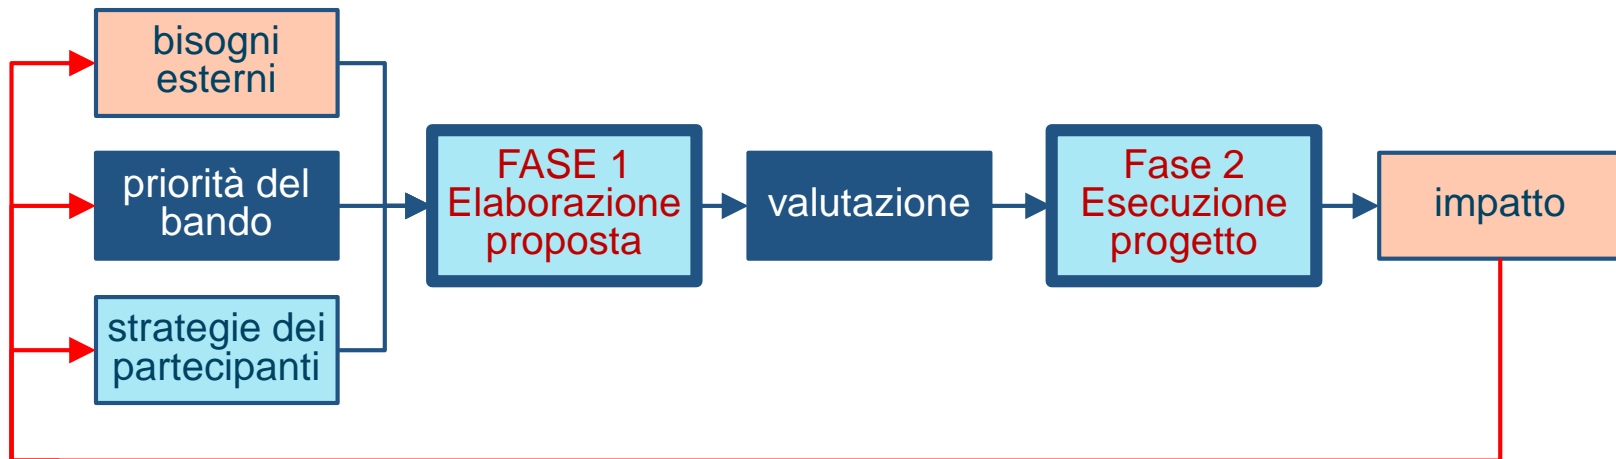 bisogni
esterni
priorità del
bando
strategie dei
partecipanti
FASE 1
Elaborazione
proposta
valutazione
Fase 2
Esecuzione
progetto
impatto